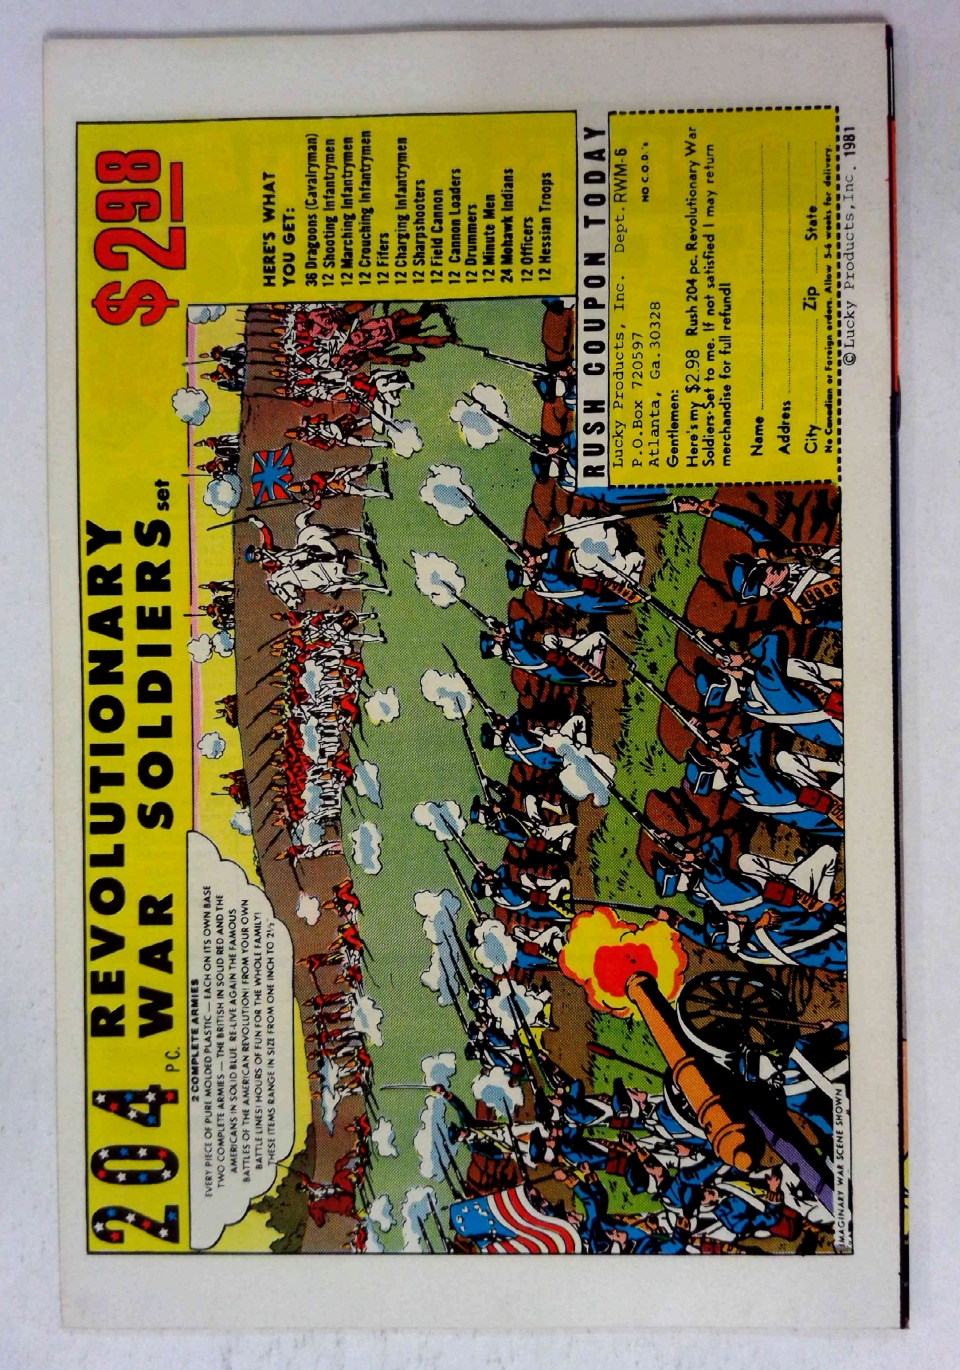 204 PC. REVOLUTIONARY
WAR SOLDIERS set
$2.98
2 COMPLETE ARMIES
EVERY PIECE OF PURE MOLDED PLASTIC — EACH ON ITS OWN BASE
TWO COMPLETE ARMIES — THE BRITISH IN SOLID RED AND THE
AMERICANS IN SOLID BLUE. RE-LIVE AGAIN THE FAMOUS
BATTLES OF THE AMERICAN REVOLUTION! FROM YOUR OWN
BATTLE LINES! HOURS OF FUN FOR THE WHOLE FAMILY!
THESE ITEMS RANGE IN SIZE FROM ONE INCH TO 2½"
HERE'S WHAT
YOU GET:
36 Dragoons (Cavalryman)
12 Shooting Infantrymen
12 Marching Infantrymen
12 Crouching Infantrymen
12 Fifers
12 Charging Infantrymen
12 Sharpshooters
12 Field Cannon
12 Cannon Loaders
12 Drummers
12 Minute Men
24 Mohawk Indians
12 Officers
12 Hessian Troops
RUSH COUPON TODAY
Lucky Products, Inc. Dept. RWM-6
P.O.Box 720597 NO C.O.D.'s
Atlanta, Ga.30328
Gentlemen:
Here's my $2.98 Rush 204 pc. Revolutionary War
Soldiers Set to me. If not satisfied I may return
merchandise for full refund!
Name
Address
City Zip State
No Canadian or Foreign orders. Allow 5-6 weeks for delivery.
© Lucky Products, Inc. 1981
IMAGINARY WAR SCENE SHOWN